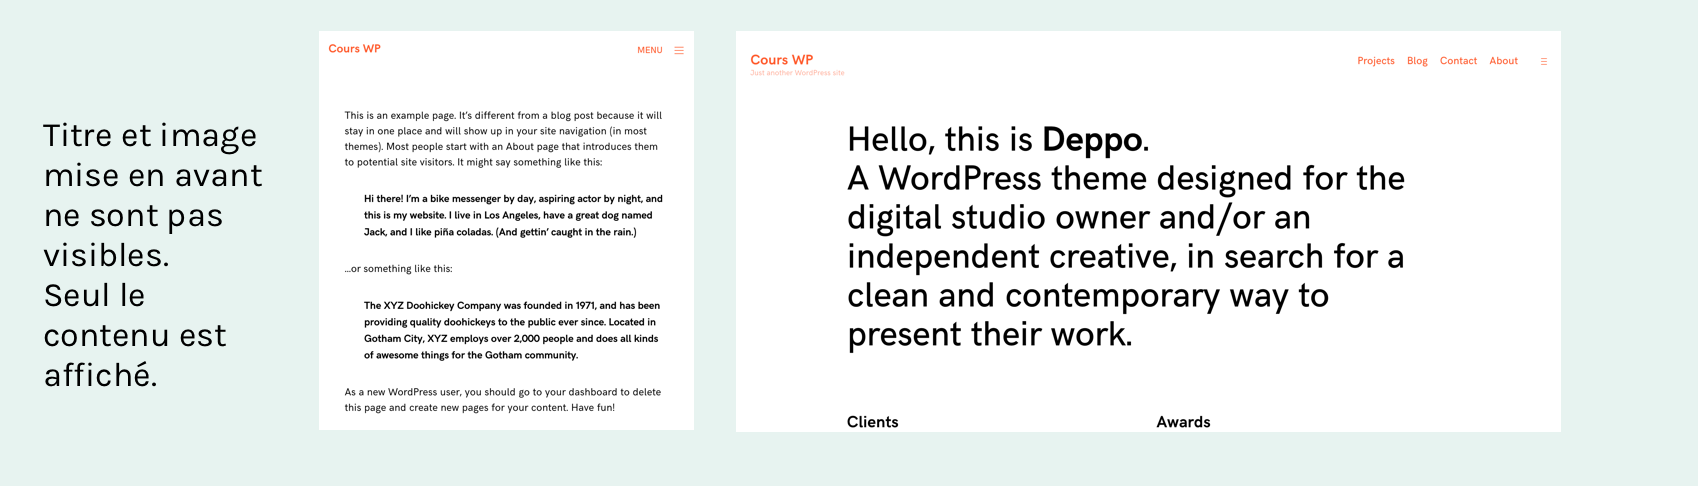 Titre et image
mise en avant
ne sont pas
visibles.
Seul le
contenu est
affiché.
Cours WP
MENU
This is an example page. It’s different from a blog post because it will
stay in one place and will show up in your site navigation (in most
themes). Most people start with an About page that introduces them
to potential site visitors. It might say something like this:
Hi there! I’m a bike messenger by day, aspiring actor by night, and
this is my website. I live in Los Angeles, have a great dog named
Jack, and I like piña coladas. (And gettin’ caught in the rain.)
…or something like this:
The XYZ Doohickey Company was founded in 1971, and has been
providing quality doohickeys to the public ever since. Located in
Gotham City, XYZ employs over 2,000 people and does all kinds
of awesome things for the Gotham community.
As a new WordPress user, you should go to your dashboard to delete
this page and create new pages for your content. Have fun!
Cours WP
Just another WordPress site
Projects Blog Contact About
Hello, this is Deppo.
A WordPress theme designed for the
digital studio owner and/or an
independent creative, in search for a
clean and contemporary way to
present their work.
Clients Awards